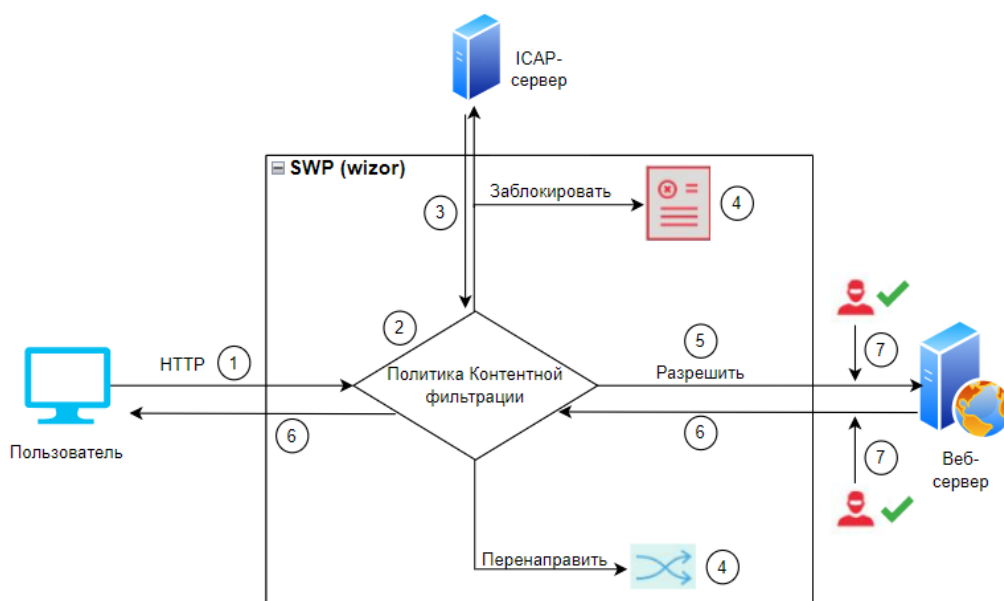 ICAP-
сервер
SWP (wizor)
Заблокировать
4
3
2
HTTP
1
Политика Контентной
фильтрации
5
Разрешить
7
6
6
7
Пользователь
Веб-
сервер
Перенаправить
4